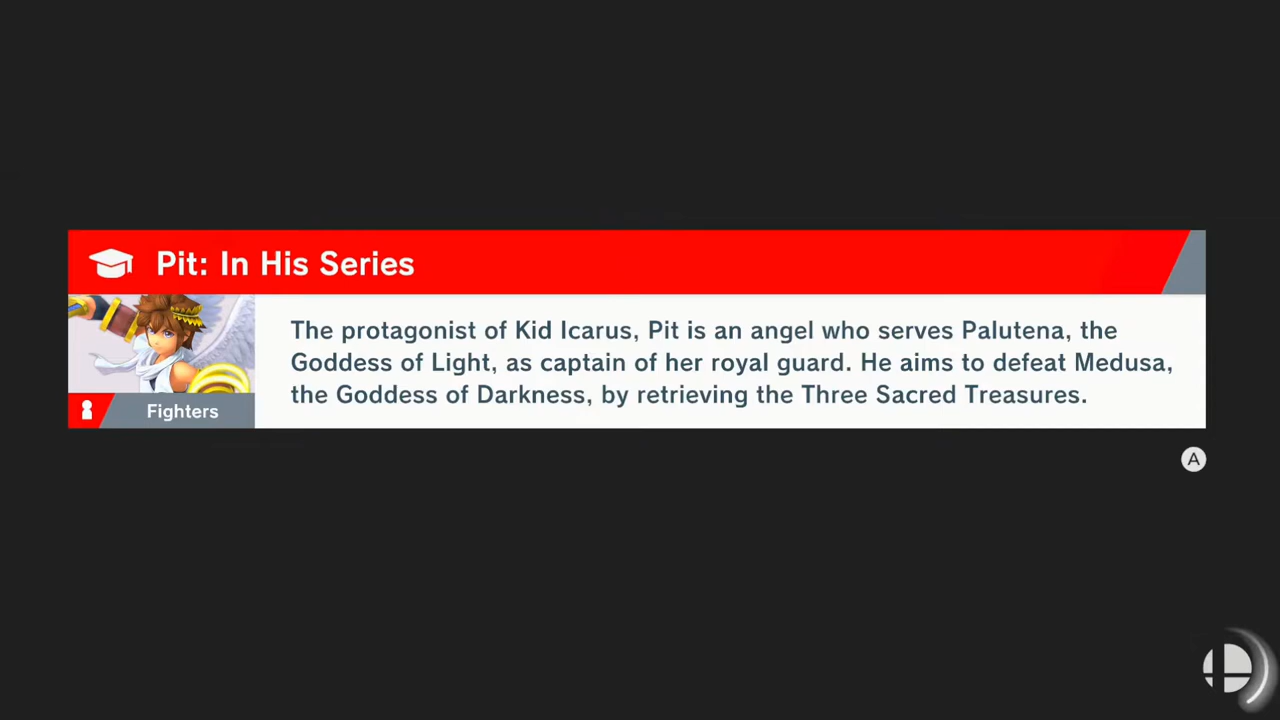 Pit: In His Series
The protagonist of Kid Icarus, Pit is an angel who serves Palutena, the
Goddess of Light, as captain of her royal guard. He aims to defeat Medusa,
the Goddess of Darkness, by retrieving the Three Sacred Treasures.
Fighters
A